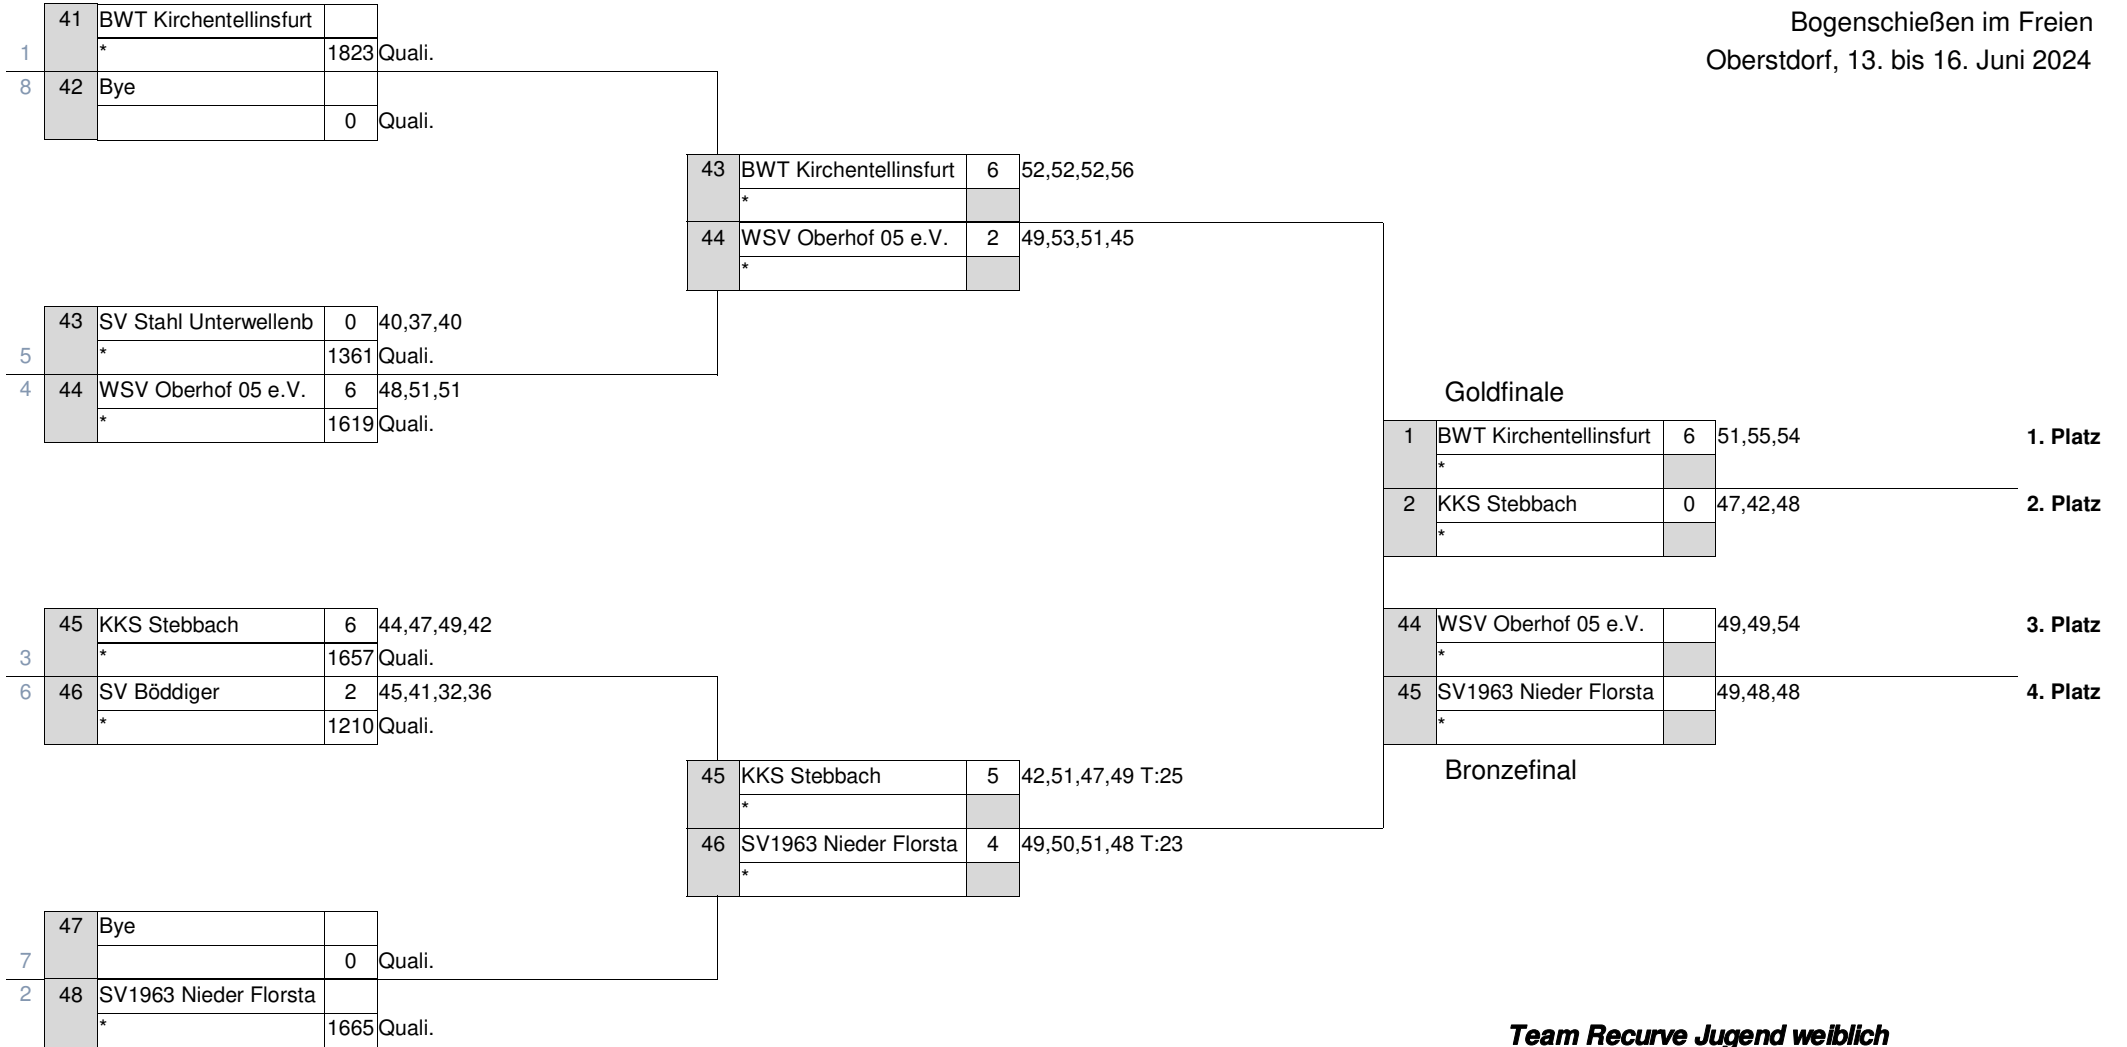 Bogenschießen im Freien
Oberstdorf, 13. bis 16. Juni 2024
41 BWT Kirchentellinsfurt
1 * 1823 Quali.
8 42 Bye
0 Quali.
43 BWT Kirchentellinsfurt 6 52,52,52,56
*
44 WSV Oberhof 05 e.V. 2 49,53,51,45
*
43 SV Stahl Unterwellenb 0 40,37,40
5 * 1361 Quali.
4 44 WSV Oberhof 05 e.V. 6 48,51,51
* 1619 Quali.
Goldfinale
1 BWT Kirchentellinsfurt 6 51,55,54 1. Platz
*
2 KKS Stebbach 0 47,42,48 2. Platz
*
45 KKS Stebbach 6 44,47,49,42
3 * 1657 Quali.
6 46 SV Böddiger 2 45,41,32,36
* 1210 Quali.
44 WSV Oberhof 05 e.V. 49,49,54 3. Platz
*
45 SV1963 Nieder Florsta 49,48,48 4. Platz
*
Bronzefinal
45 KKS Stebbach 5 42,51,47,49 T:25
*
46 SV1963 Nieder Florsta 4 49,50,51,48 T:23
*
47 Bye
7 0 Quali.
2 48 SV1963 Nieder Florsta
* 1665 Quali.
Team Recurve Jugend weiblich